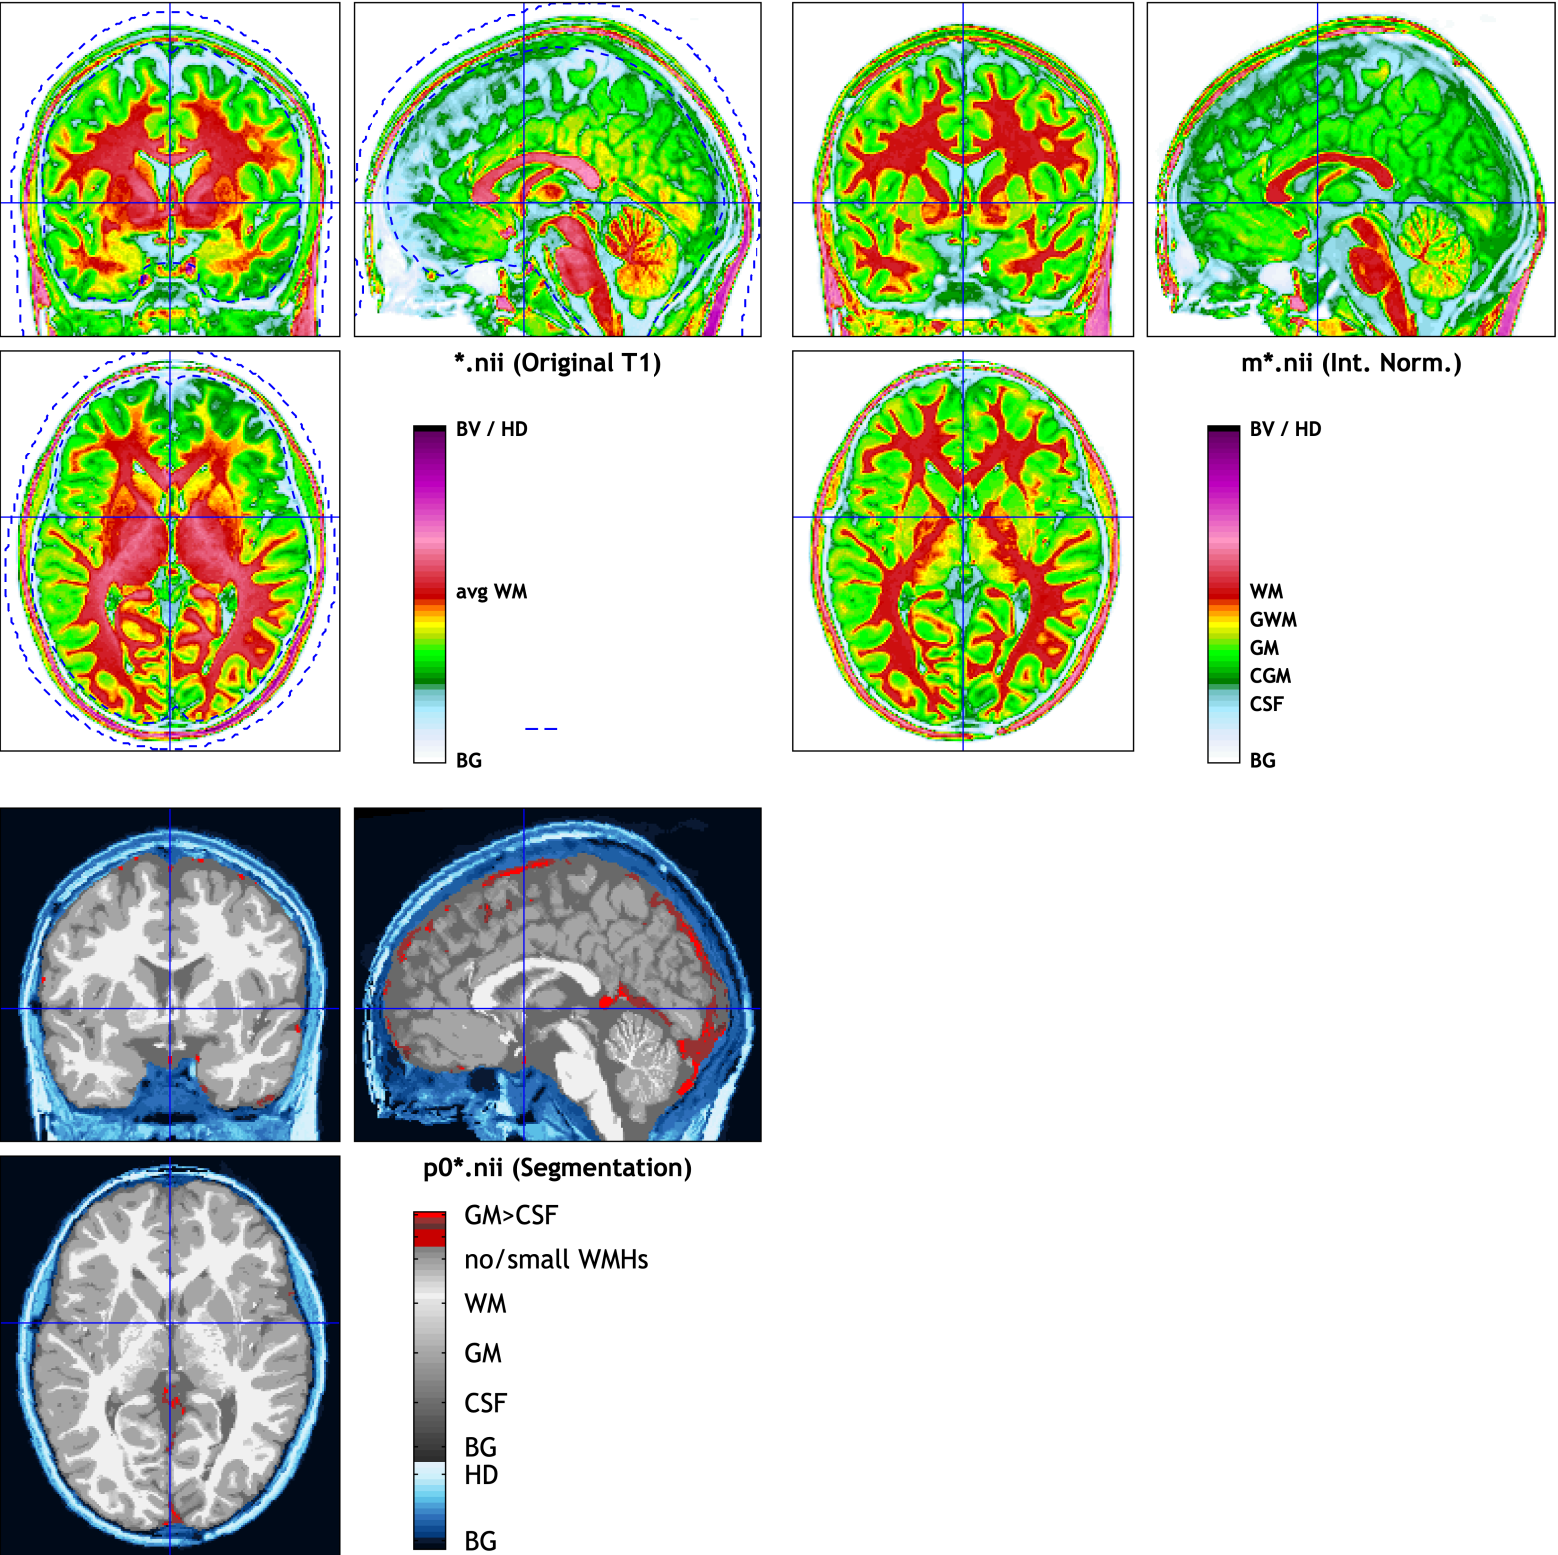 *.nii (Original T1)
BV / HD
avg WM
BG
m*.nii (Int. Norm.)
BV / HD
WM
GWM
GM
CGM
CSF
BG
p0*.nii (Segmentation)
GM>CSF
no/small WMHs
WM
GM
CSF
BG
HD
BG